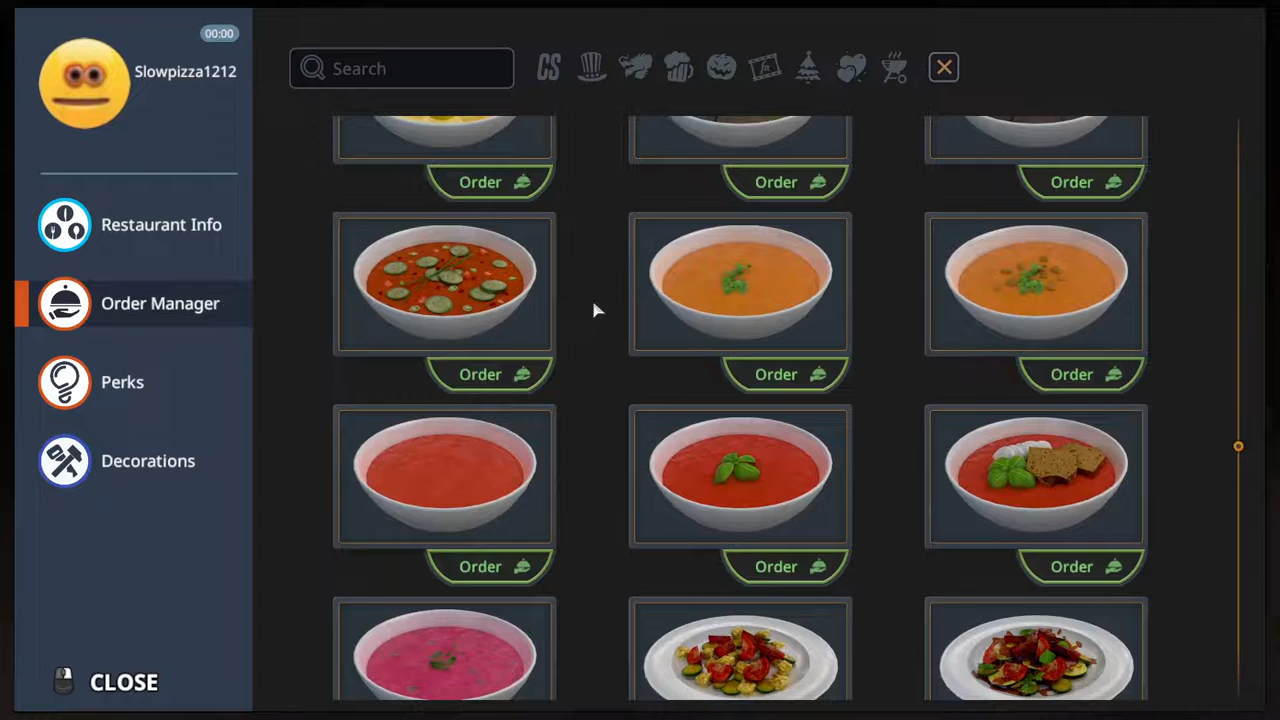 00:00
Slowpizza1212
Search
CS
Restaurant Info
Order Manager
Perks
Decorations
CLOSE
Order
Order
Order
Order
Order
Order
Order
Order
Order